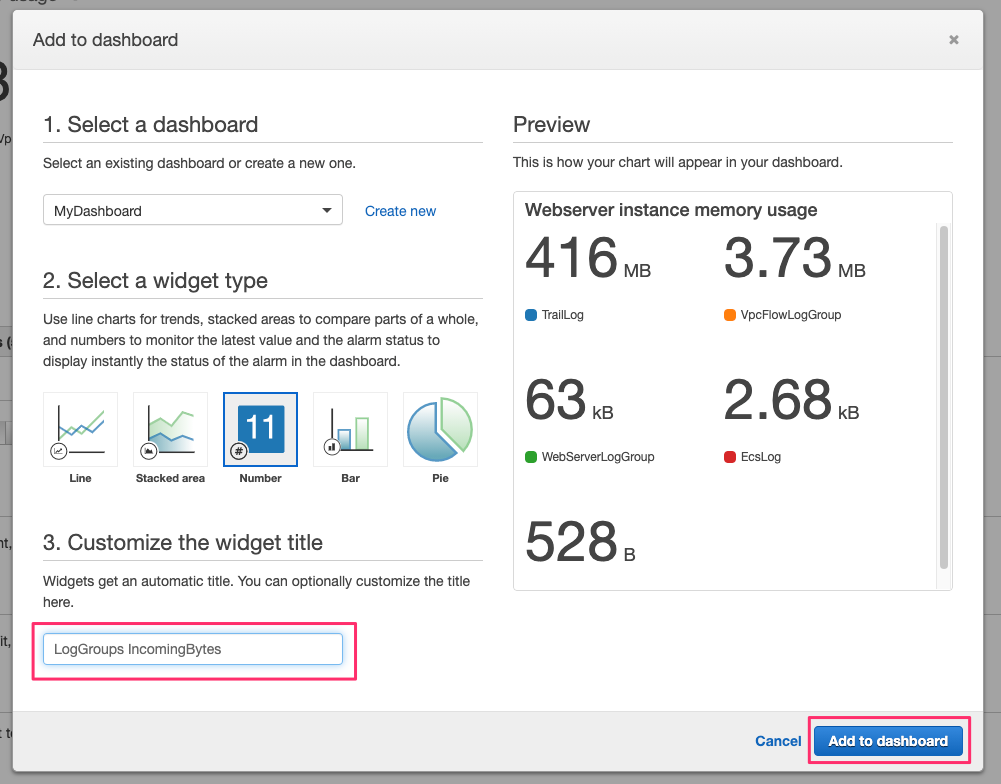 Add to dashboard
×
1. Select a dashboard
Select an existing dashboard or create a new one.
MyDashboard
Create new
2. Select a widget type
Use line charts for trends, stacked areas to compare parts of a whole,
and numbers to monitor the latest value and the alarm status to
display instantly the status of the alarm in the dashboard.
11
#
Line
Stacked area
Number
Bar
Pie
3. Customize the widget title
Widgets get an automatic title. You can optionally customize the title
here.
LogGroups IncomingBytes
Preview
This is how your chart will appear in your dashboard.
Webserver instance memory usage
416 MB
TrailLog
3.73 MB
VpcFlowLogGroup
63 kB
WebServerLogGroup
2.68 kB
EcsLog
528 B
Cancel
Add to dashboard